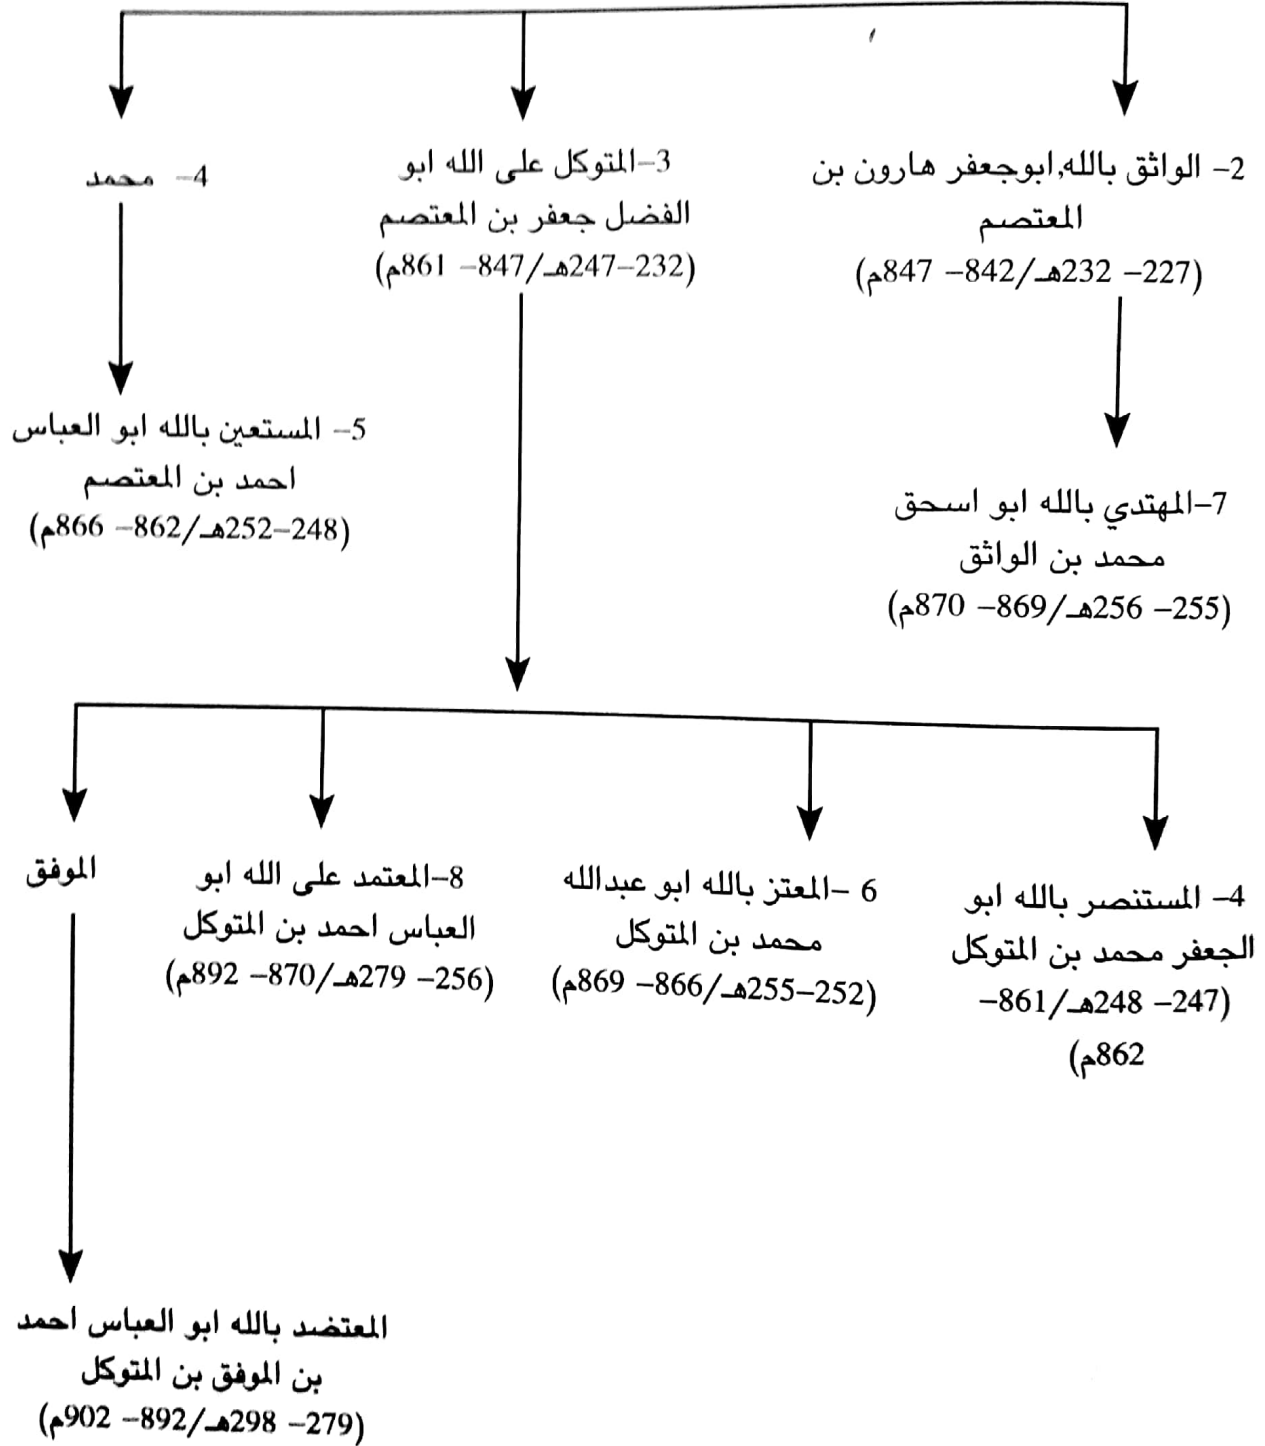 2– الواثق بالله,ابوجعفر هارون بن
المعتصم
(227– 232هـ/842– 847م)
3–المتوكل على الله ابو
الفضل جعفر بن المعتصم
(232–247هـ/847– 861م)
4– محمد
7–المهتدي بالله ابو اسحق
محمد بن الواثق
(255– 256هـ/869– 870م)
5– المستعين بالله ابو العباس
احمد بن المعتصم
(248–252هـ/862– 866م)
4– المستنصر بالله ابو
الجعفر محمد بن المتوكل
(247– 248هـ/861–
862م)
6 –المعتز بالله ابو عبدالله
محمد بن المتوكل
(252–255هـ/866– 869م)
8–المعتمد على الله ابو
العباس احمد بن المتوكل
(256– 279هـ/870– 892م)
الموفق
المعتضد بالله ابو العباس احمد
بن الموفق بن المتوكل
(279– 298هـ/892– 902م)